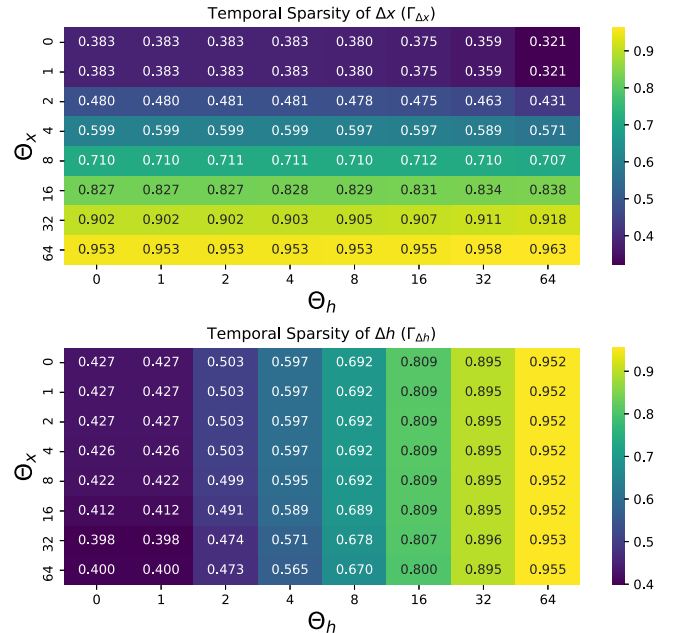 Temporal Sparsity of Δx (Γ_Δx)
0 0.383 0.383 0.383 0.383 0.380 0.375 0.359 0.321
1 0.383 0.383 0.383 0.383 0.380 0.375 0.359 0.321
2 0.480 0.480 0.481 0.481 0.478 0.475 0.463 0.431
4 0.599 0.599 0.599 0.599 0.597 0.597 0.589 0.571
8 0.710 0.710 0.711 0.711 0.710 0.712 0.710 0.707
16 0.827 0.827 0.827 0.828 0.829 0.831 0.834 0.838
32 0.902 0.902 0.902 0.903 0.905 0.907 0.911 0.918
64 0.953 0.953 0.953 0.953 0.953 0.955 0.958 0.963
Θ_x
0 1 2 4 8 16 32 64
Θ_h
0.9
0.8
0.7
0.6
0.5
0.4
Temporal Sparsity of Δh (Γ_Δh)
0 0.427 0.427 0.503 0.597 0.692 0.809 0.895 0.952
1 0.427 0.427 0.503 0.597 0.692 0.809 0.895 0.952
2 0.427 0.427 0.503 0.597 0.692 0.809 0.895 0.952
4 0.426 0.426 0.503 0.597 0.692 0.809 0.895 0.952
8 0.422 0.422 0.499 0.595 0.692 0.809 0.895 0.952
16 0.412 0.412 0.491 0.589 0.689 0.809 0.895 0.952
32 0.398 0.398 0.474 0.571 0.678 0.807 0.896 0.953
64 0.400 0.400 0.473 0.565 0.670 0.800 0.895 0.955
Θ_x
0 1 2 4 8 16 32 64
Θ_h
0.9
0.8
0.7
0.6
0.5
0.4